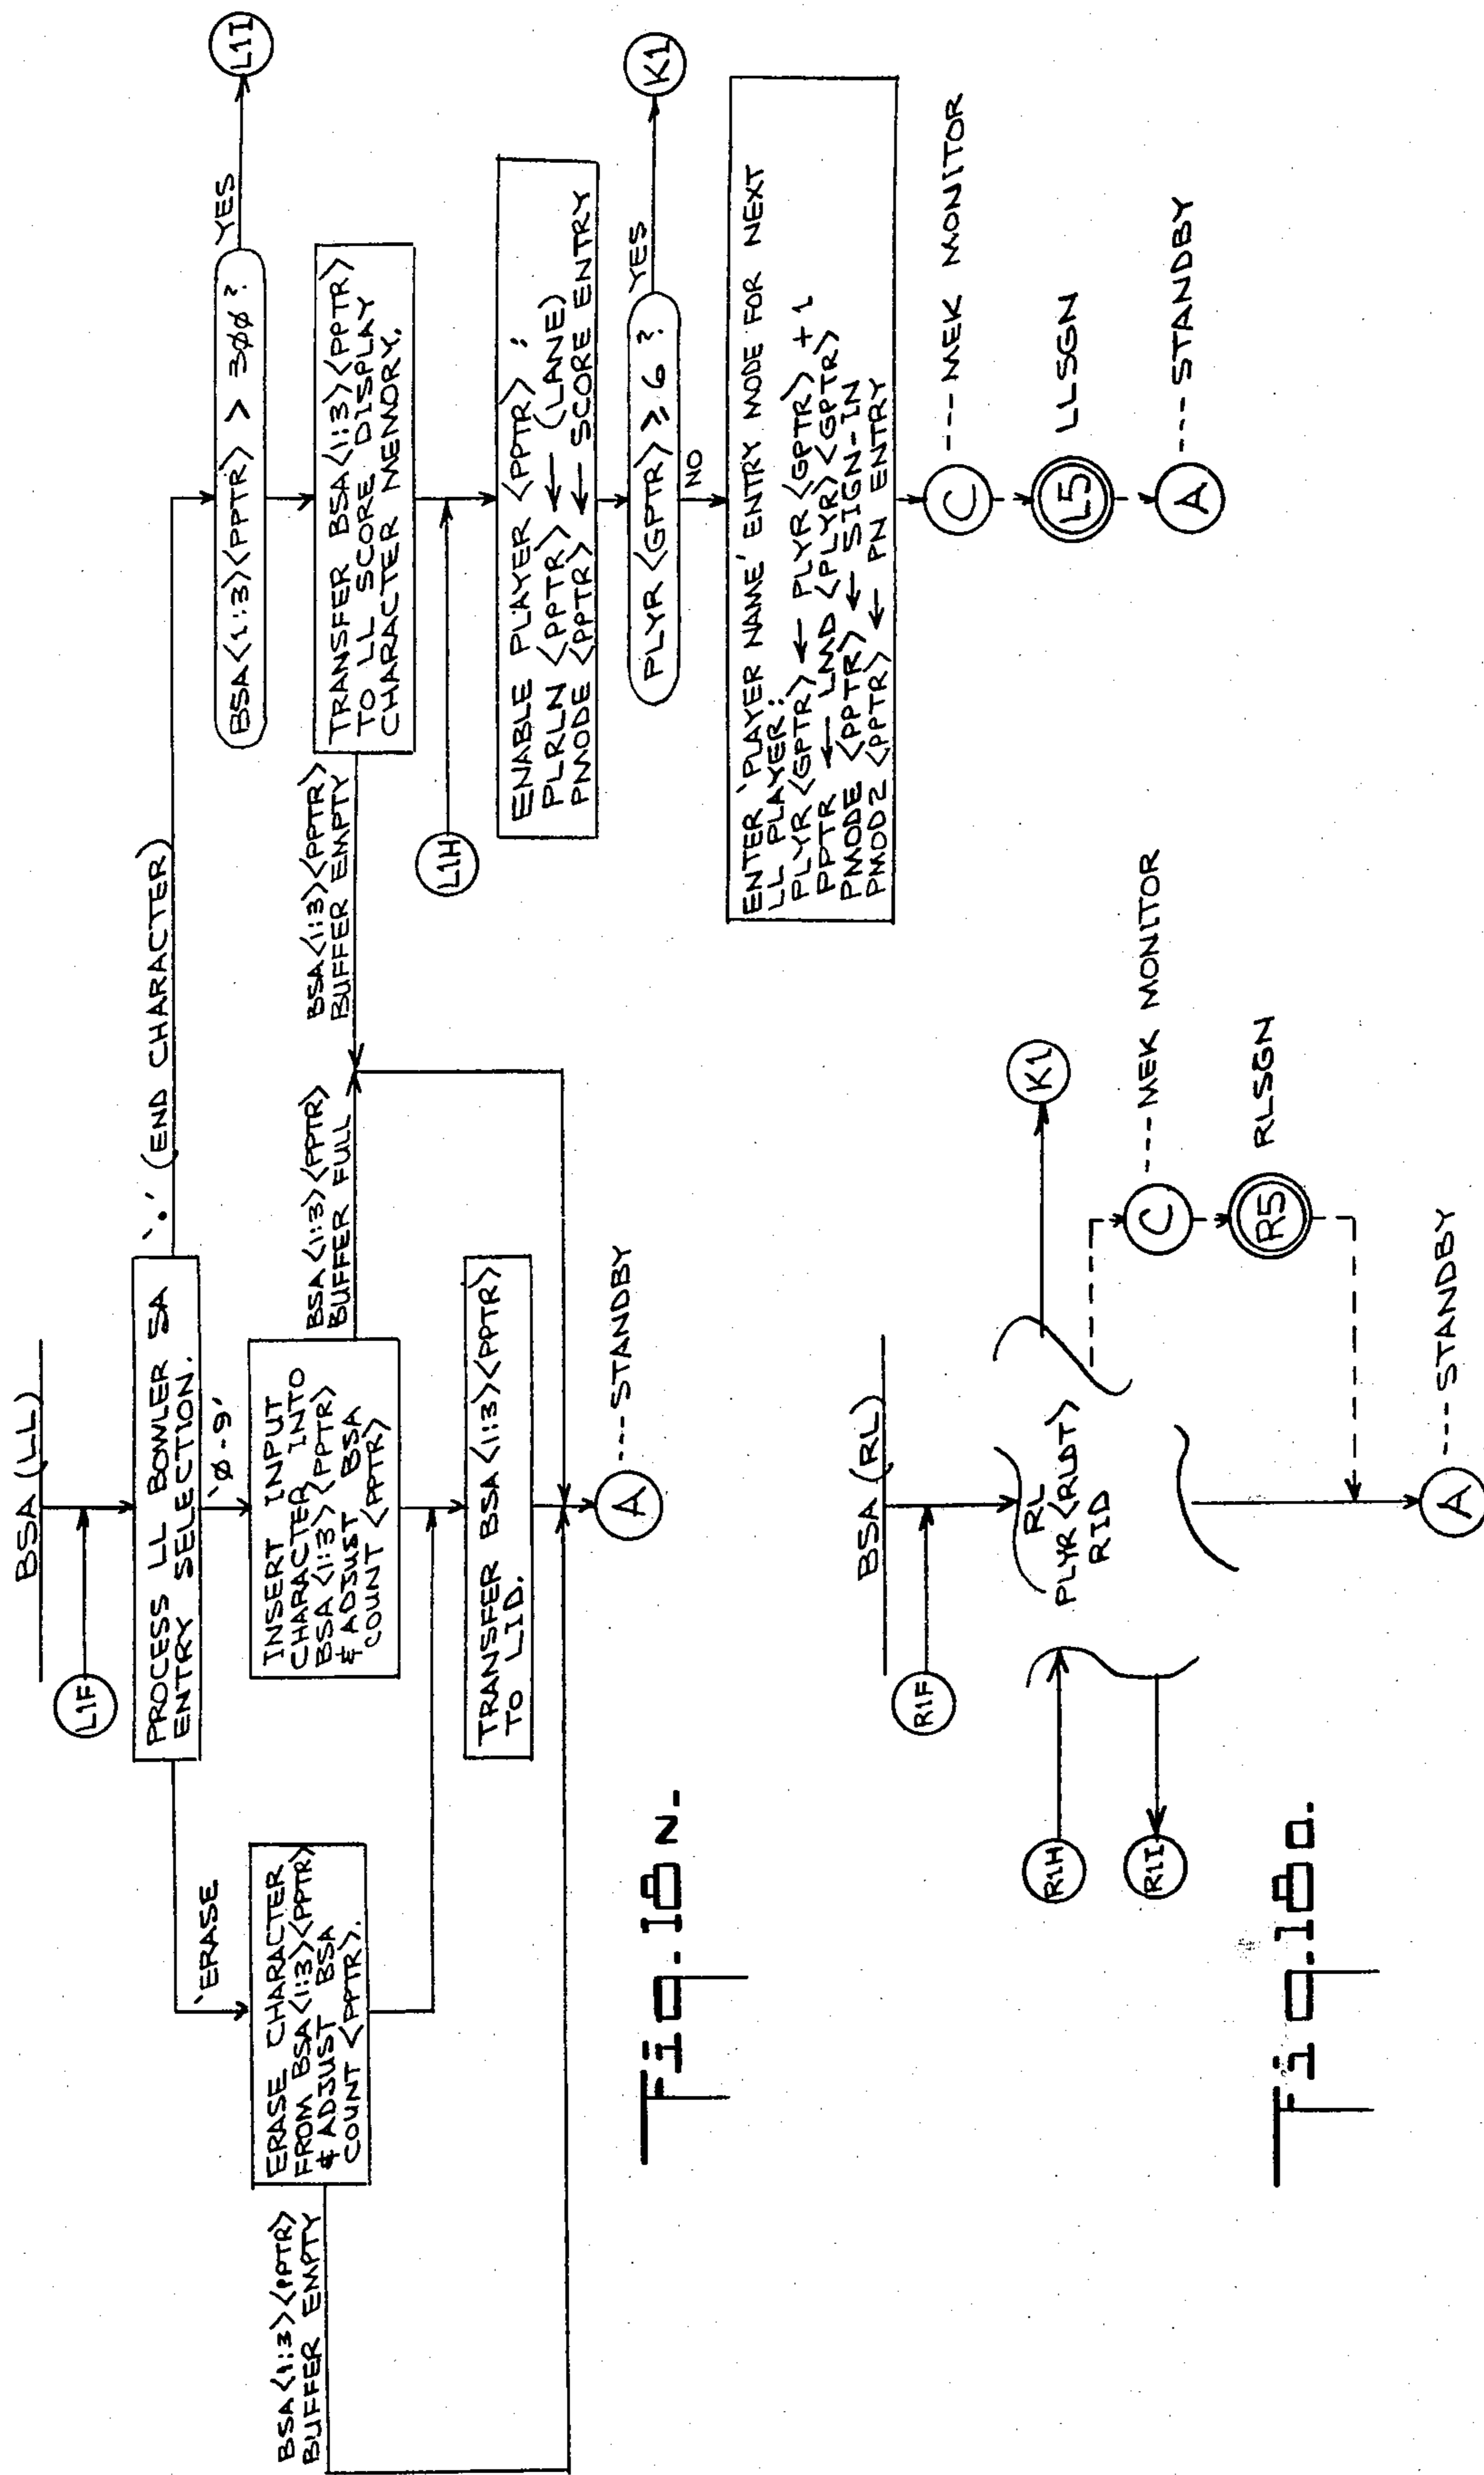 BSA (LL)
L1F
PROCESS LL BOWLER SA
ENTRY SELECTION.
'.' (END CHARACTER)
'ERASE
'Ø-9'
BSA<1:3><PPTR> > 3ØØ?
YES
L1I
ERASE CHARACTER
FROM BSA<1:3><PPTR>
& ADJUST BSA
COUNT <PPTR>.
BSA<1:3><PPTR>
BUFFER EMPTY
INSERT INPUT
CHARACTER INTO
BSA<1:3><PPTR>
& ADJUST BSA
COUNT <PPTR>
BSA<1:3><PPTR>
BUFFER FULL
BSA<1:3><PPTR>
BUFFER EMPTY
TRANSFER BSA<1:3><PPTR>
TO LL SCORE DISPLAY
CHARACTER MEMORY.
L1H
TRANSFER BSA<1:3><PPTR>
TO LID.
ENABLE PLAYER <PPTR> :
PLRLN <PPTR> ← (LANE)
PMODE <PPTR> ← SCORE ENTRY
A ---STANDBY
PLYR <GPTR> ≥ 6 ?
YES
K1
NO
ENTER 'PLAYER NAME' ENTRY MODE FOR NEXT
LL PLAYER:
PLYR <GPTR> ← PLYR <GPTR> + 1
PPTR ← LMD <PLYR> <GPTR>
PMODE <PPTR> ← SIGN-IN
PMOD2 <PPTR> ← PN ENTRY
C ---MEK MONITOR
L5 LLSGN
A ---STANDBY
Fig. 18n.
BSA (RL)
R1F
RL
PLYR <RUDT>
RID
R1H
R1I
K1
C ---MEK MONITOR
R5 RLSGN
A ---STANDBY
Fig. 18o.